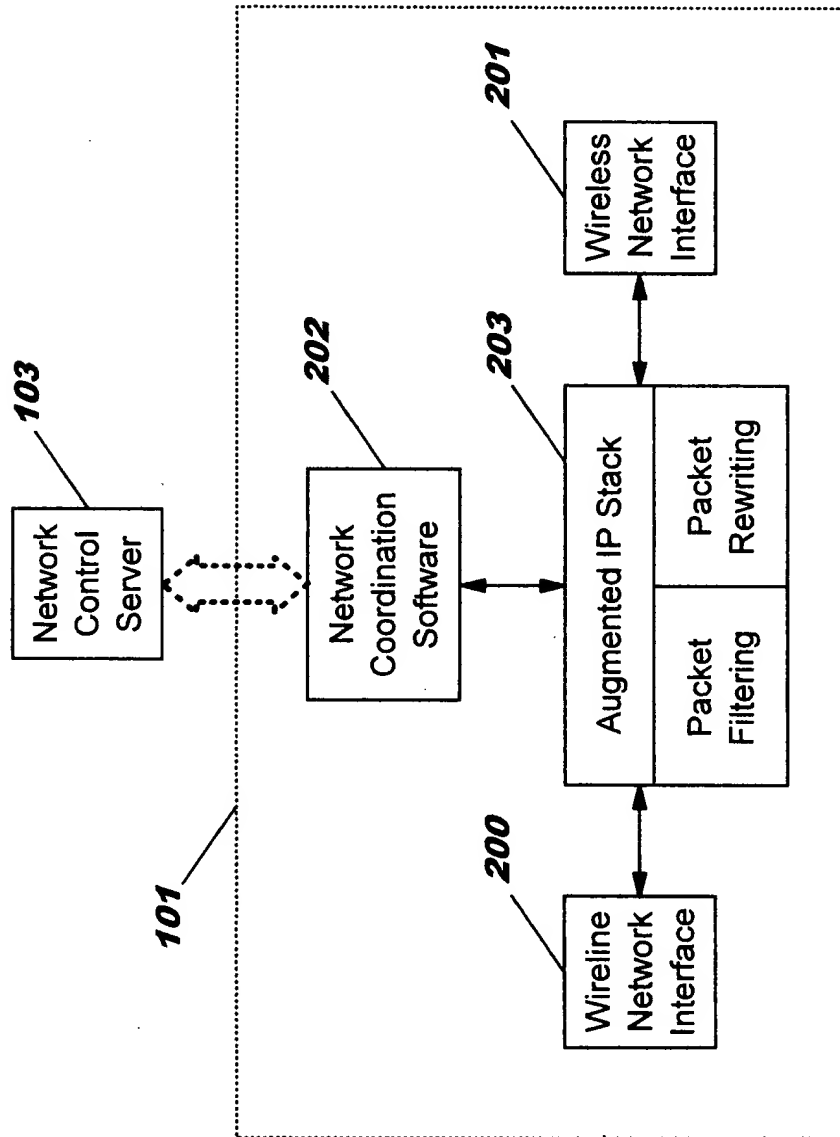 103
Network
Control
Server
101
202
Network
Coordination
Software
200
Wireline
Network
Interface
203
Augmented IP Stack
Packet
Filtering
Packet
Rewriting
201
Wireless
Network
Interface